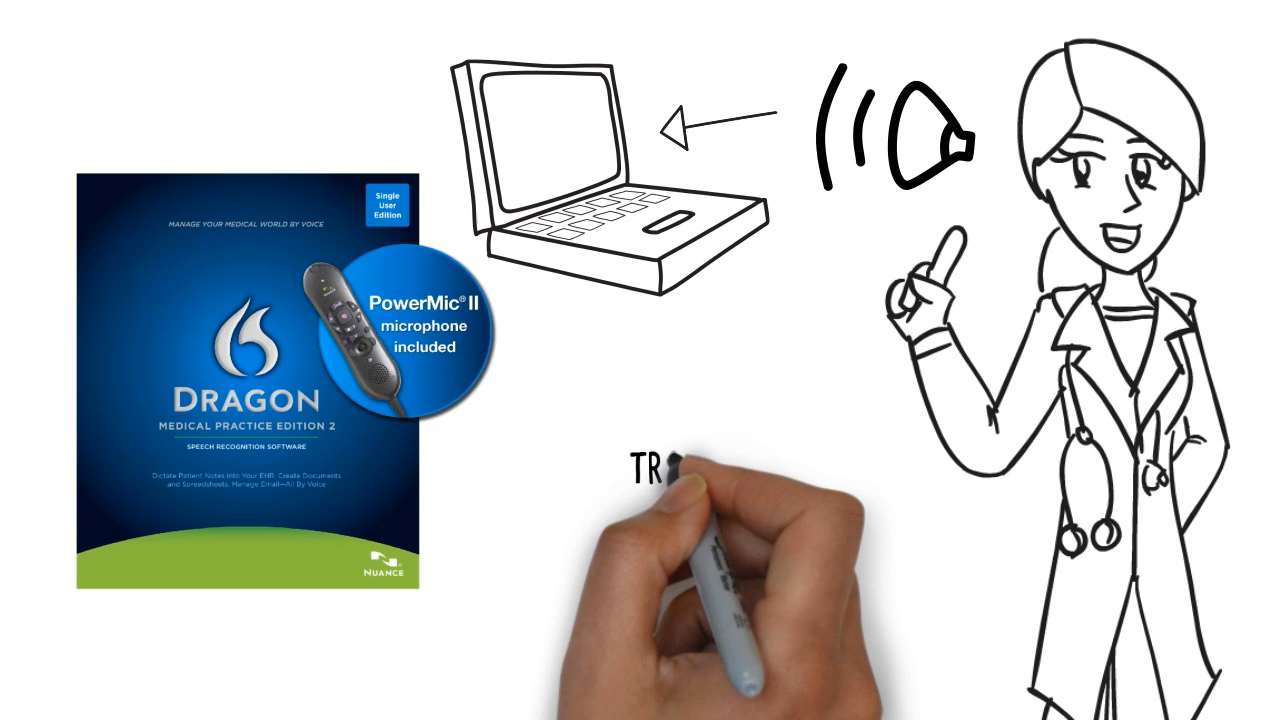 Single
User
Edition
MANAGE YOUR MEDICAL WORLD BY VOICE
PowerMic® II
microphone
included
DRAGON
MEDICAL PRACTICE EDITION 2
SPEECH RECOGNITION SOFTWARE
Dictate Patient Notes into Your EHR, Create Documents
and Spreadsheets, Manage Email—All By Voice
NUANCE
TR